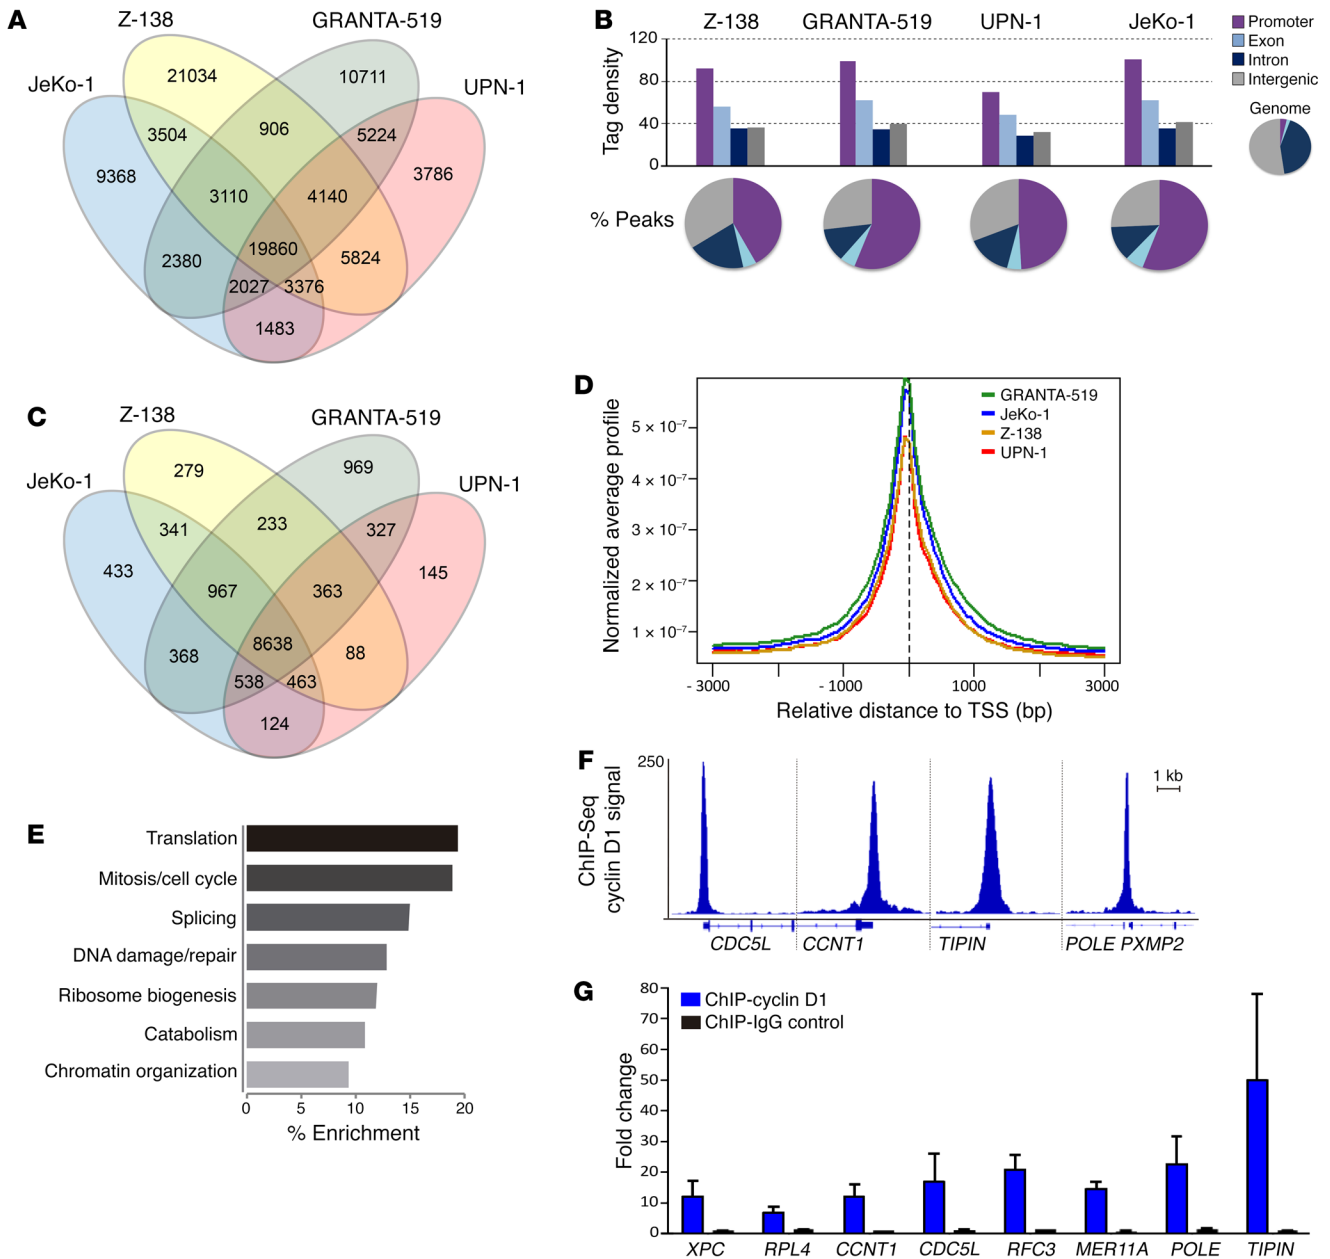 A
Z-138
GRANTA-519
JeKo-1
UPN-1
21034
10711
3504
906
5224
9368
3786
3110
4140
19860
2380
5824
2027
3376
1483
B
Z-138
GRANTA-519
UPN-1
JeKo-1
Promoter
Exon
Intron
Intergenic
Genome
Tag density
120
80
40
0
% Peaks
C
Z-138
GRANTA-519
JeKo-1
UPN-1
279
969
341
233
327
433
145
967
363
8638
368
88
538
463
124
D
Normalized average profile
5 × 10⁻⁷
4 × 10⁻⁷
3 × 10⁻⁷
2 × 10⁻⁷
1 × 10⁻⁷
GRANTA-519
JeKo-1
Z-138
UPN-1
- 3000
- 1000
1000
3000
Relative distance to TSS (bp)
E
Translation
Mitosis/cell cycle
Splicing
DNA damage/repair
Ribosome biogenesis
Catabolism
Chromatin organization
0 5 10 15 20
% Enrichment
F
ChIP-Seq
cyclin D1 signal
250
0
1 kb
CDC5L
CCNT1
TIPIN
POLE PXMP2
G
Fold change
80
70
60
50
40
30
20
10
0
ChIP-cyclin D1
ChIP-IgG control
XPC RPL4 CCNT1 CDC5L RFC3 MER11A POLE TIPIN